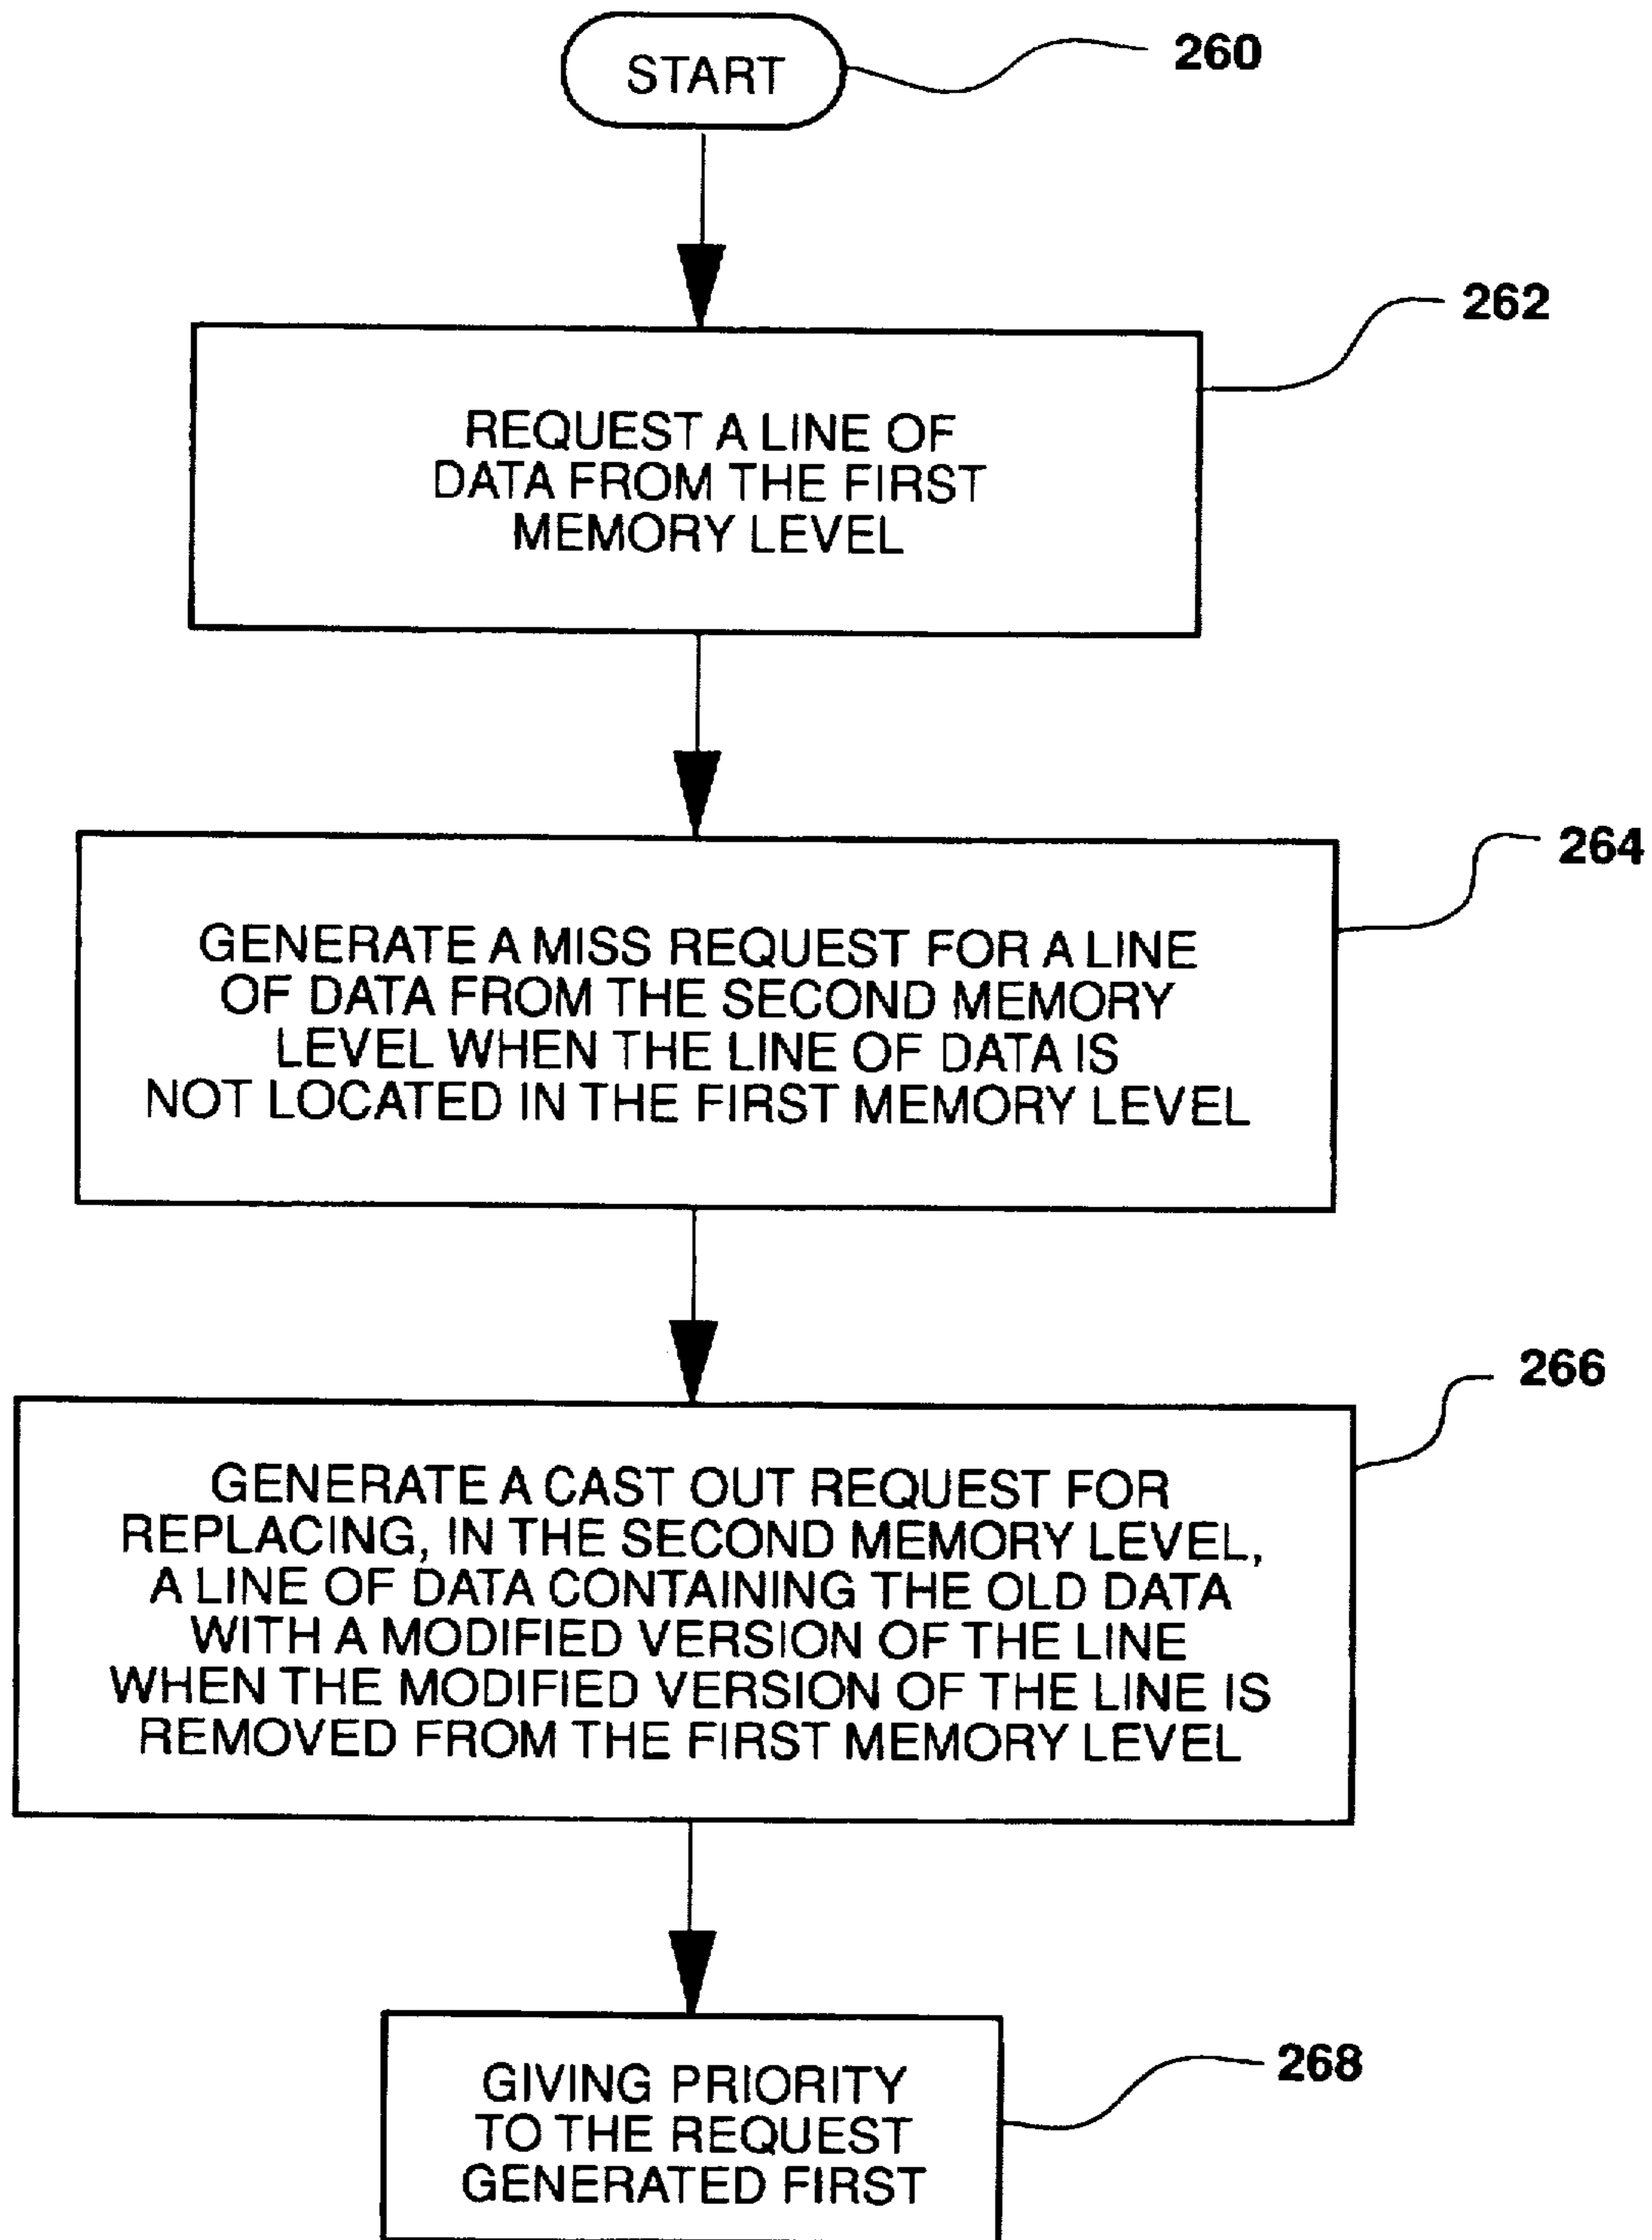 START
260
262
REQUEST A LINE OF
DATA FROM THE FIRST
MEMORY LEVEL
264
GENERATE A MISS REQUEST FOR A LINE
OF DATA FROM THE SECOND MEMORY
LEVEL WHEN THE LINE OF DATA IS
NOT LOCATED IN THE FIRST MEMORY LEVEL
266
GENERATE A CAST OUT REQUEST FOR
REPLACING, IN THE SECOND MEMORY LEVEL,
A LINE OF DATA CONTAINING THE OLD DATA
WITH A MODIFIED VERSION OF THE LINE
WHEN THE MODIFIED VERSION OF THE LINE IS
REMOVED FROM THE FIRST MEMORY LEVEL
268
GIVING PRIORITY
TO THE REQUEST
GENERATED FIRST